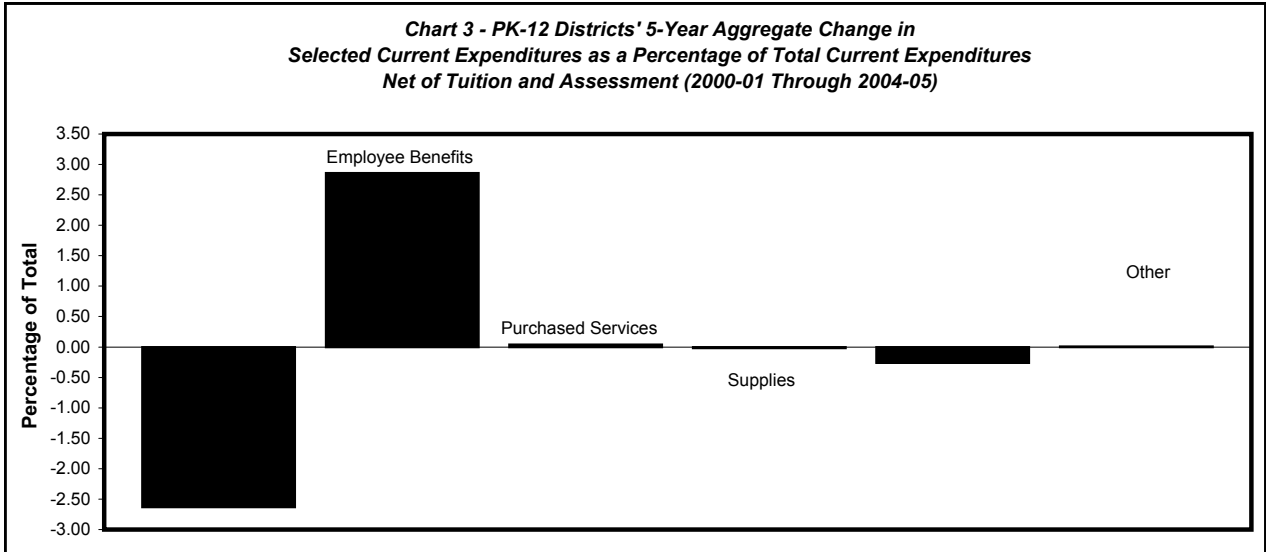 Chart 3 - PK-12 Districts' 5-Year Aggregate Change in
Selected Current Expenditures as a Percentage of Total Current Expenditures
Net of Tuition and Assessment (2000-01 Through 2004-05)
Percentage of Total
3.50
3.00
2.50
2.00
1.50
1.00
0.50
0.00
-0.50
-1.00
-1.50
-2.00
-2.50
-3.00
Employee Benefits
Purchased Services
Supplies
Other